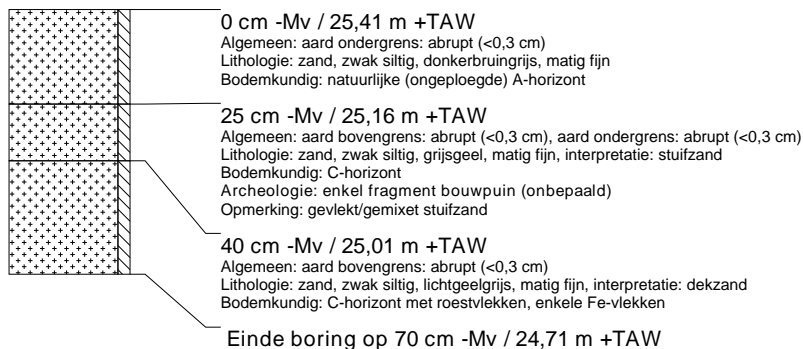 0 cm -Mv / 25,41 m +TAW
Algemeen: aard ondergrens: abrupt (<0,3 cm)
Lithologie: zand, zwak siltig, donkerbruingrijs, matig fijn
Bodemkundig: natuurlijke (ongeploegde) A-horizont
25 cm -Mv / 25,16 m +TAW
Algemeen: aard bovengrens: abrupt (<0,3 cm), aard ondergrens: abrupt (<0,3 cm)
Lithologie: zand, zwak siltig, grijsgeel, matig fijn, interpretatie: stuifzand
Bodemkundig: C-horizont
Archeologie: enkel fragment bouwpuin (onbepaald)
Opmerking: gevlekt/gemixet stuifzand
40 cm -Mv / 25,01 m +TAW
Algemeen: aard bovengrens: abrupt (<0,3 cm)
Lithologie: zand, zwak siltig, lichtgeelgrijs, matig fijn, interpretatie: dekzand
Bodemkundig: C-horizont met roestvlekken, enkele Fe-vlekken
Einde boring op 70 cm -Mv / 24,71 m +TAW